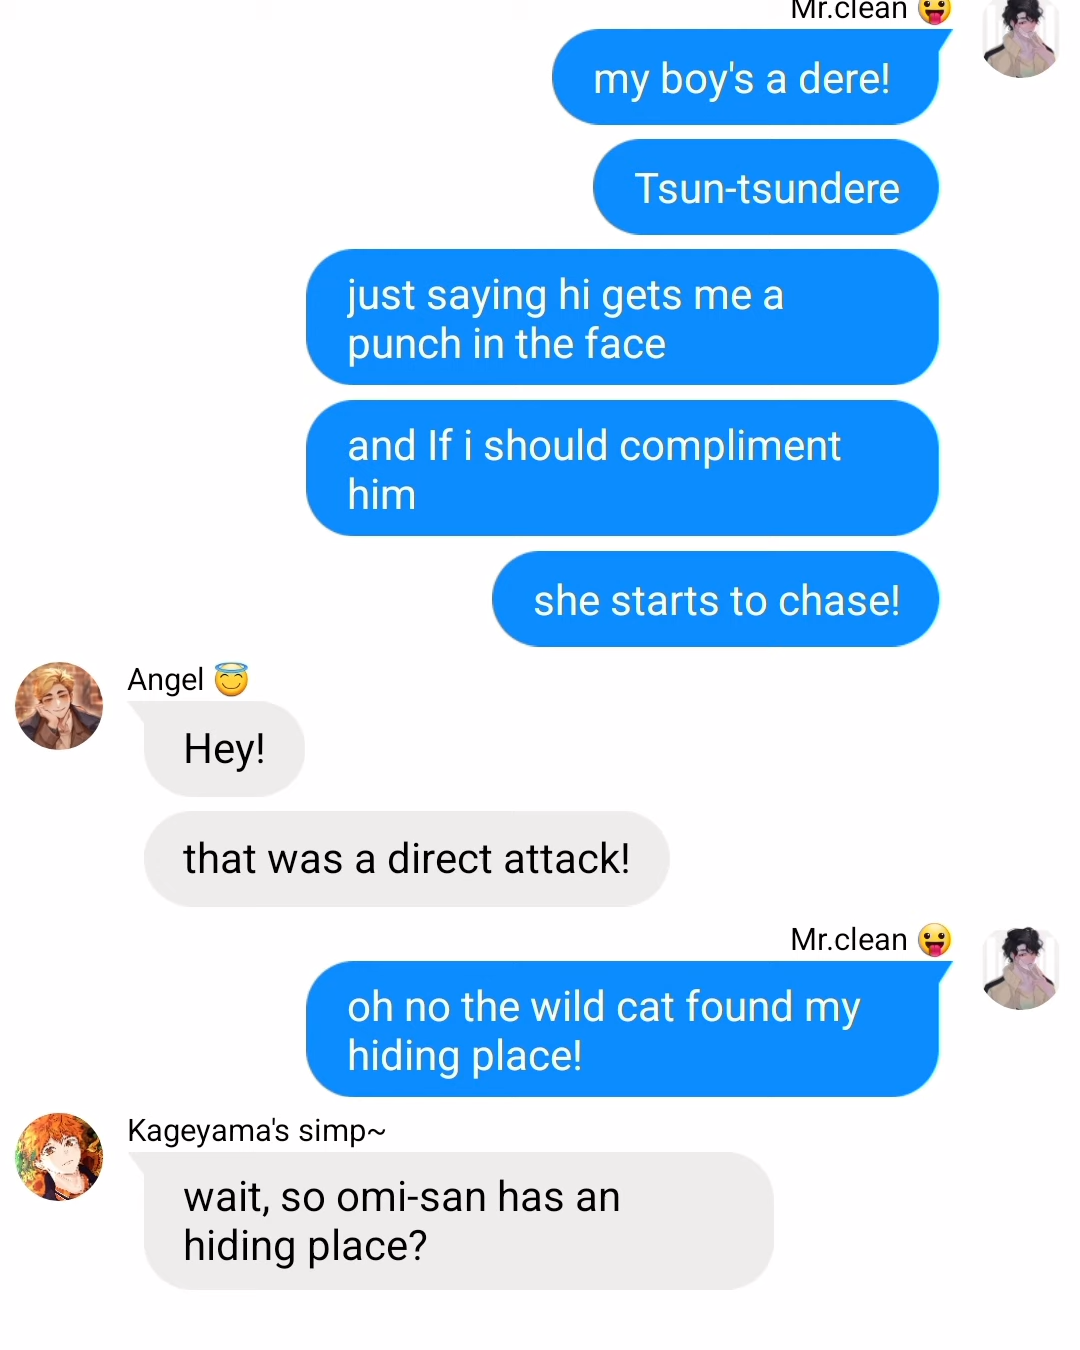 Mr.clean 😛
my boy's a dere!
Tsun-tsundere
just saying hi gets me a
punch in the face
and If i should compliment
him
she starts to chase!
Angel 😇
Hey!
that was a direct attack!
Mr.clean 😛
oh no the wild cat found my
hiding place!
Kageyama's simp~
wait, so omi-san has an
hiding place?